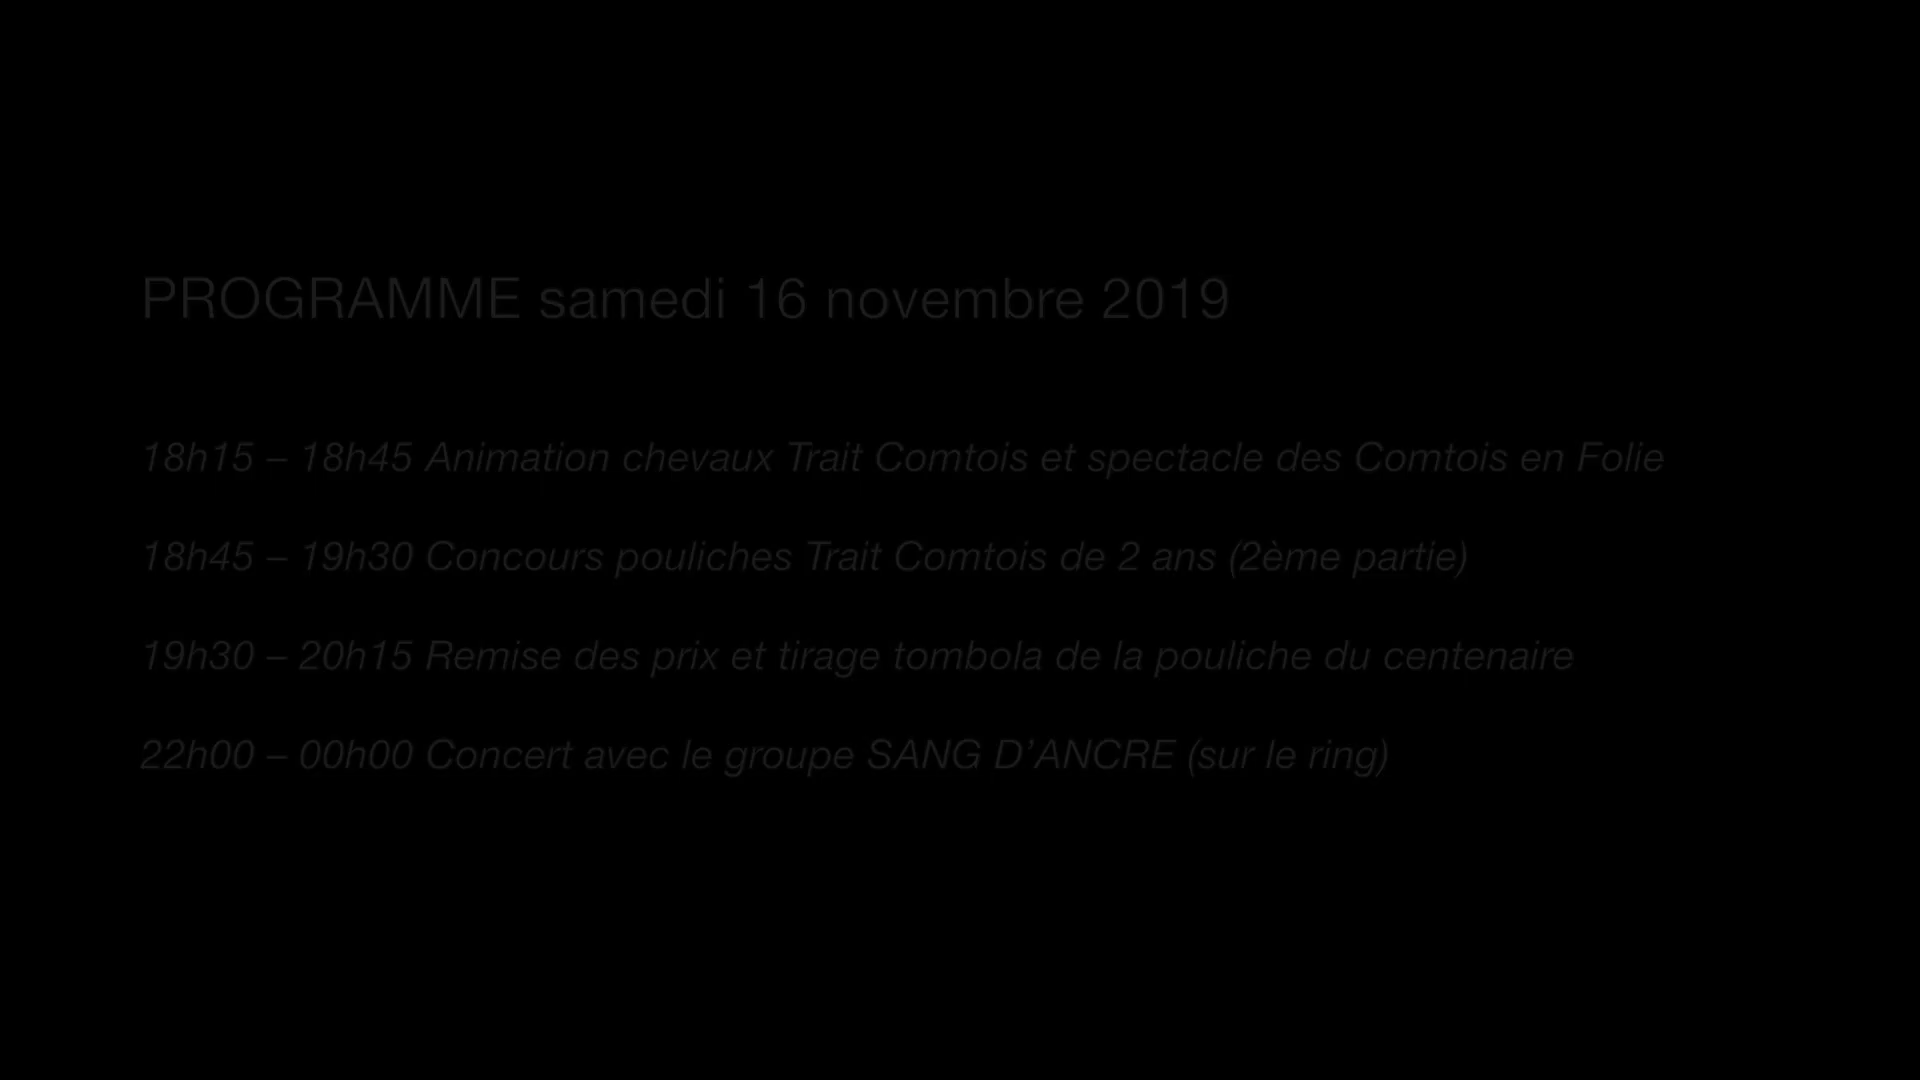 PROGRAMME samedi 16 novembre 2019
18h15 – 18h45 Animation chevaux Trait Comtois et spectacle des Comtois en Folie
18h45 – 19h30 Concours pouliches Trait Comtois de 2 ans (2ème partie)
19h30 – 20h15 Remise des prix et tirage tombola de la pouliche du centenaire
22h00 – 00h00 Concert avec le groupe SANG D’ANCRE (sur le ring)